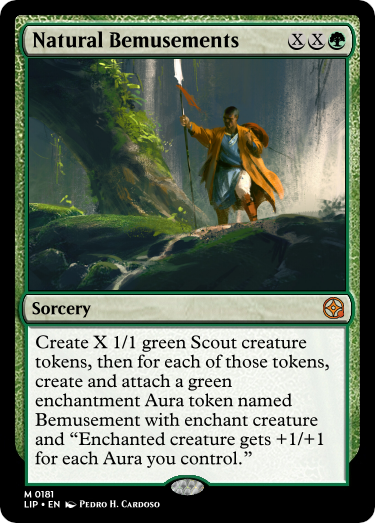 Natural Bemusements XX
Sorcery
Create X 1/1 green Scout creature
tokens, then for each of those tokens,
create and attach a green
enchantment Aura token named
Bemusement with enchant creature
and “Enchanted creature gets +1/+1
for each Aura you control.”
M 0181
LIP • EN Pedro H. Cardoso